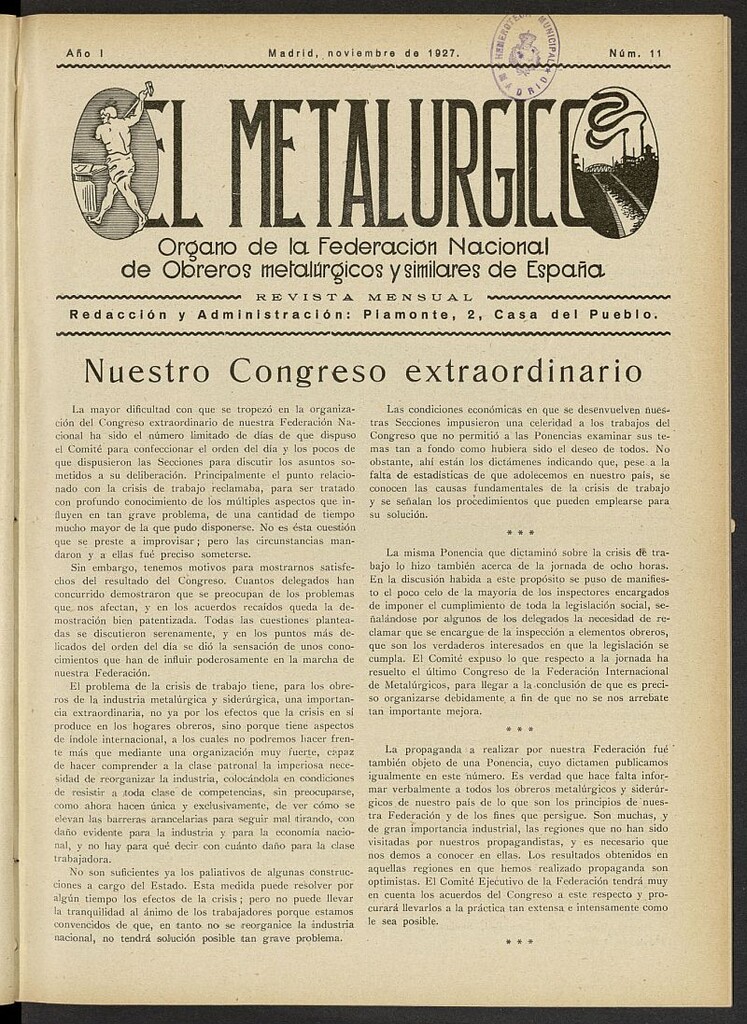 Año I
Madrid, noviembre de 1927.
Núm. 11
HEMEROTECA MUNICIPAL
MADRID
EL METALURGICO
Organo de la Federación Nacional
de Obreros metalúrgicos y similares de España
REVISTA MENSUAL
Redacción y Administración: Piamonte, 2, Casa del Pueblo.
Nuestro Congreso extraordinario
La mayor dificultad con que se tropezó en la organiza-
ción del Congreso extraordinario de nuestra Federación Na-
cional ha sido el número limitado de días de que dispuso
el Comité para confeccionar el orden del día y los pocos de
que dispusieron las Secciones para discutir los asuntos so-
metidos a su deliberación. Principalmente el punto relacio-
nado con la crisis de trabajo reclamaba, para ser tratado
con profundo conocimiento de los múltiples aspectos que in-
fluyen en tan grave problema, de una cantidad de tiempo
mucho mayor de la que pudo disponerse. No es ésta cuestión
que se preste a improvisar; pero las circunstancias man-
daron y a ellas fué preciso someterse.
Sin embargo, tenemos motivos para mostrarnos satisfe-
chos del resultado del Congreso. Cuantos delegados han
concurrido demostraron que se preocupan de los problemas
que nos afectan, y en los acuerdos recaídos queda la de-
mostración bien patentizada. Todas las cuestiones plantea-
das se discutieron serenamente, y en los puntos más de-
licados del orden del día se dió la sensación de unos cono-
cimientos que han de influir poderosamente en la marcha de
nuestra Federación.
El problema de la crisis de trabajo tiene, para los obre-
ros de la industria metalúrgica y siderúrgica, una importan-
cia extraordinaria, no ya por los efectos que la crisis en sí
produce en los hogares obreros, sino porque tiene aspectos
de índole internacional, a los cuales no podremos hacer fren-
te más que mediante una organización muy fuerte, capaz
de hacer comprender a la clase patronal la imperiosa nece-
sidad de reorganizar la industria, colocándola en condiciones
de resistir a toda clase de competencias, sin preocuparse,
como ahora hacen única y exclusivamente, de ver cómo se
elevan las barreras arancelarias para seguir mal tirando, con
daño evidente para la industria y para la economía nacio-
nal, y no hay para qué decir con cuánto daño para la clase
trabajadora.
No son suficientes ya los paliativos de algunas construc-
ciones a cargo del Estado. Esta medida puede resolver por
algún tiempo los efectos de la crisis; pero no puede llevar
la tranquilidad al ánimo de los trabajadores porque estamos
convencidos de que, en tanto no se reorganice la industria
nacional, no tendrá solución posible tan grave problema.
Las condiciones económicas en que se desenvuelven nues-
tras Secciones impusieron una celeridad a los trabajos del
Congreso que no permitió a las Ponencias examinar sus te-
mas tan a fondo como hubiera sido el deseo de todos. No
obstante, ahí están los dictámenes indicando que, pese a la
falta de estadísticas de que adolecemos en nuestro país, se
conocen las causas fundamentales de la crisis de trabajo
y se señalan los procedimientos que pueden emplearse para
su solución.
* * *
La misma Ponencia que dictaminó sobre la crisis de tra-
bajo lo hizo también acerca de la jornada de ocho horas.
En la discusión habida a este propósito se puso de manifies-
to el poco celo de la mayoría de los inspectores encargados
de imponer el cumplimiento de toda la legislación social, se-
ñalándose por algunos de los delegados la necesidad de re-
clamar que se encargue de la inspección a elementos obreros,
que son los verdaderos interesados en que la legislación se
cumpla. El Comité expuso lo que respecto a la jornada ha
resuelto el último Congreso de la Federación Internacional
de Metalúrgicos, para llegar a la conclusión de que es preci-
so organizarse debidamente a fin de que no se nos arrebate
tan importante mejora.
* * *
La propaganda a realizar por nuestra Federación fué
también objeto de una Ponencia, cuyo dictamen publicamos
igualmente en este número. Es verdad que hace falta infor-
mar verbalmente a todos los obreros metalúrgicos y siderúr-
gicos de nuestro país de lo que son los principios de nues-
tra Federación y de los fines que persigue. Son muchas, y
de gran importancia industrial, las regiones que no han sido
visitadas por nuestros propagandistas, y es necesario que
nos demos a conocer en ellas. Los resultados obtenidos en
aquellas regiones en que hemos realizado propaganda son
optimistas. El Comité Ejecutivo de la Federación tendrá muy
en cuenta los acuerdos del Congreso a este respecto y pro-
curará llevarlos a la práctica tan extensa e intensamente como
le sea posible.
* * *